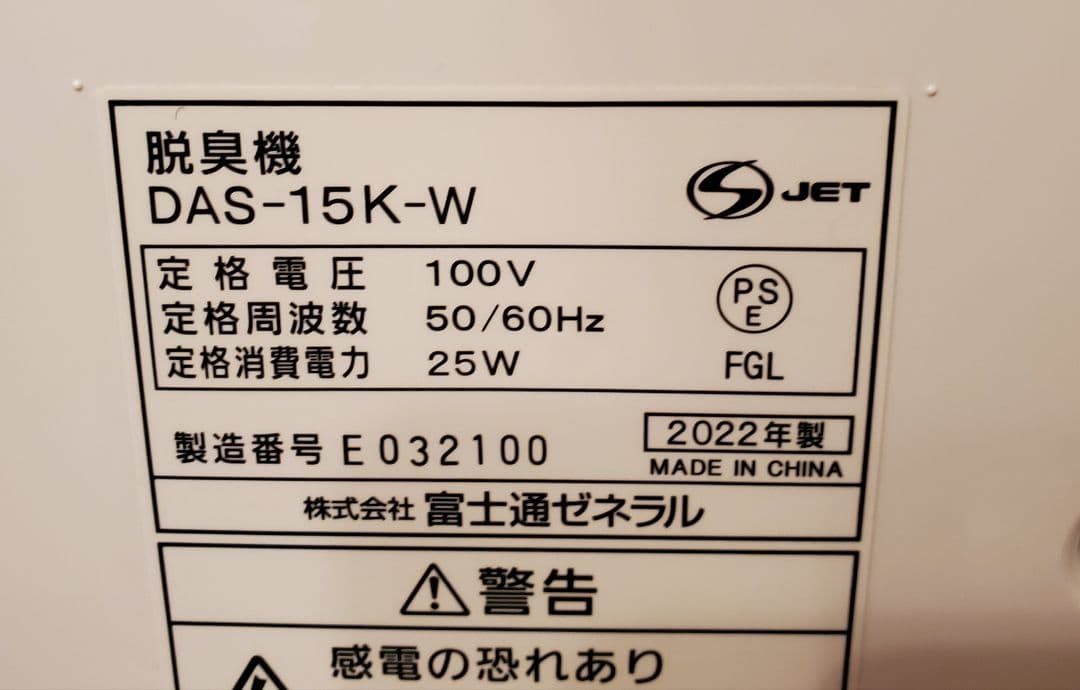 脱臭機
DAS-15K-W
S JET
定格電圧 100V
定格周波数 50/60Hz
定格消費電力 25W
PS
E
FGL
製造番号 E032100
2022年製
MADE IN CHINA
株式会社 富士通ゼネラル
警告
感電の恐れあり